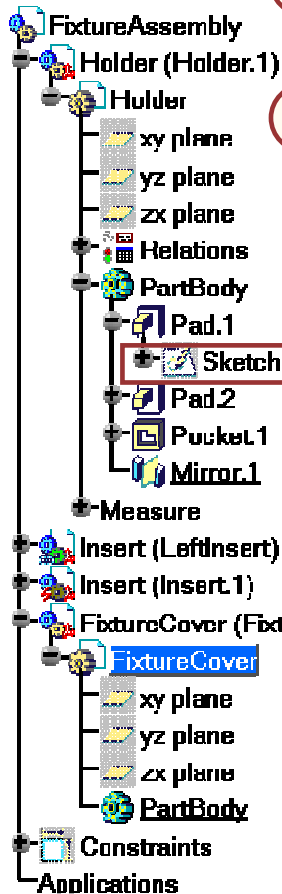 FixtureAssembly
Holder (Holder.1)
Holder
xy plane
yz plane
zx plane
Relations
PartBody
Pad.1
Sketch
Pad.2
Pocket.1
Mirror.1
Measure
Insert (LeftInsert)
Insert (Insert.1)
FixtureCover (Fixt
FixtureCover
xy plane
yz plane
zx plane
PartBody
Constraints
Applications